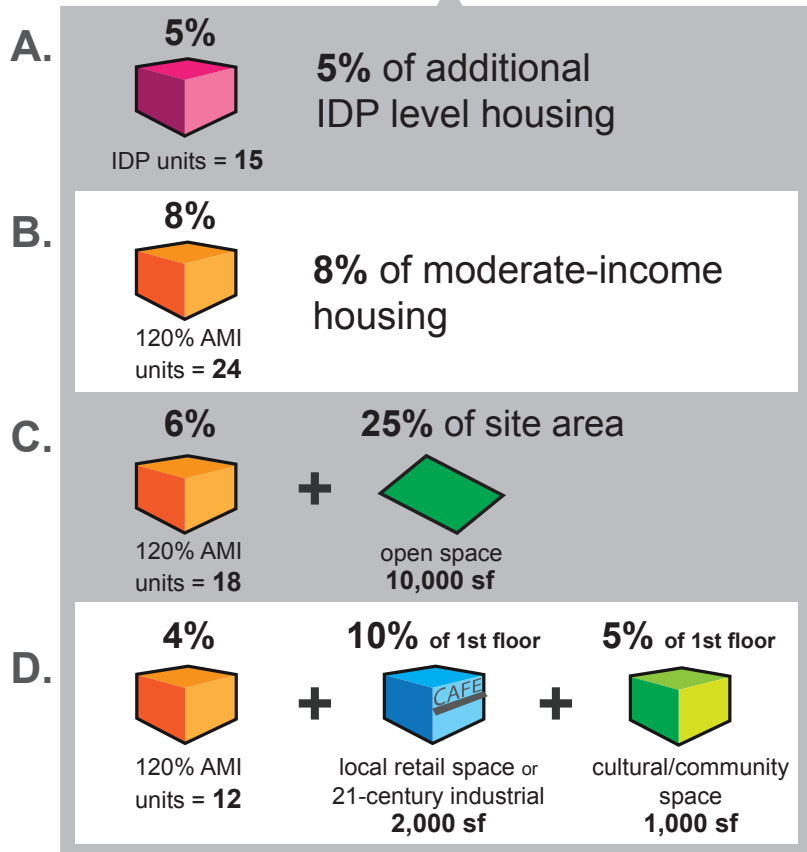 A.
5%
IDP units = 15
5% of additional
IDP level housing
B.
8%
120% AMI
units = 24
8% of moderate-income
housing
C.
6%
120% AMI
units = 18
+
25% of site area
open space
10,000 sf
D.
4%
120% AMI
units = 12
+
10% of 1st floor
CAFE
local retail space or
21-century industrial
2,000 sf
+
5% of 1st floor
cultural/community
space
1,000 sf